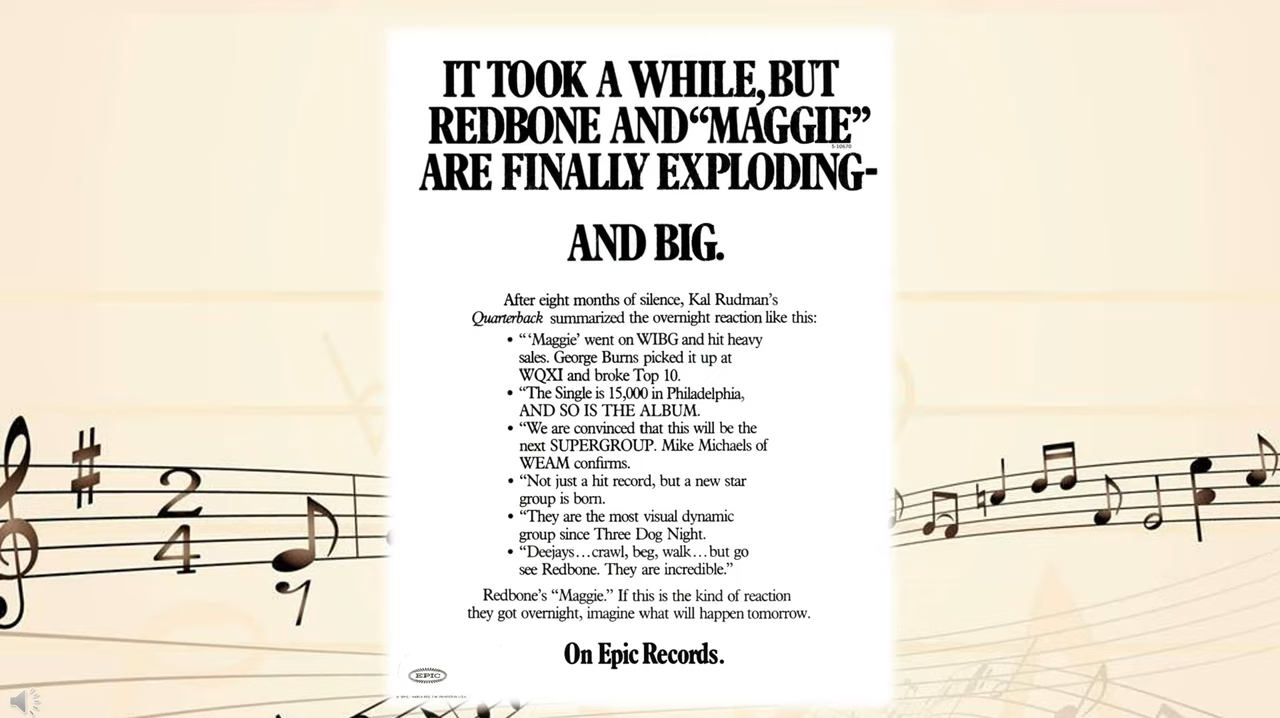 IT TOOK A WHILE, BUT
REDBONE AND “MAGGIE”
5-10670
ARE FINALLY EXPLODING-
AND BIG.
After eight months of silence, Kal Rudman’s
Quarterback summarized the overnight reaction like this:
• “‘Maggie’ went on WIBG and hit heavy
sales. George Burns picked it up at
WQXI and broke Top 10.
• “The Single is 15,000 in Philadelphia,
AND SO IS THE ALBUM.
• “We are convinced that this will be the
next SUPERGROUP. Mike Michaels of
WEAM confirms.
• “Not just a hit record, but a new star
group is born.
• “They are the most visual dynamic
group since Three Dog Night.
• “Deejays...crawl, beg, walk...but go
see Redbone. They are incredible.”
Redbone’s “Maggie.” If this is the kind of reaction
they got overnight, imagine what will happen tomorrow.
On Epic Records.
EPIC
2
4